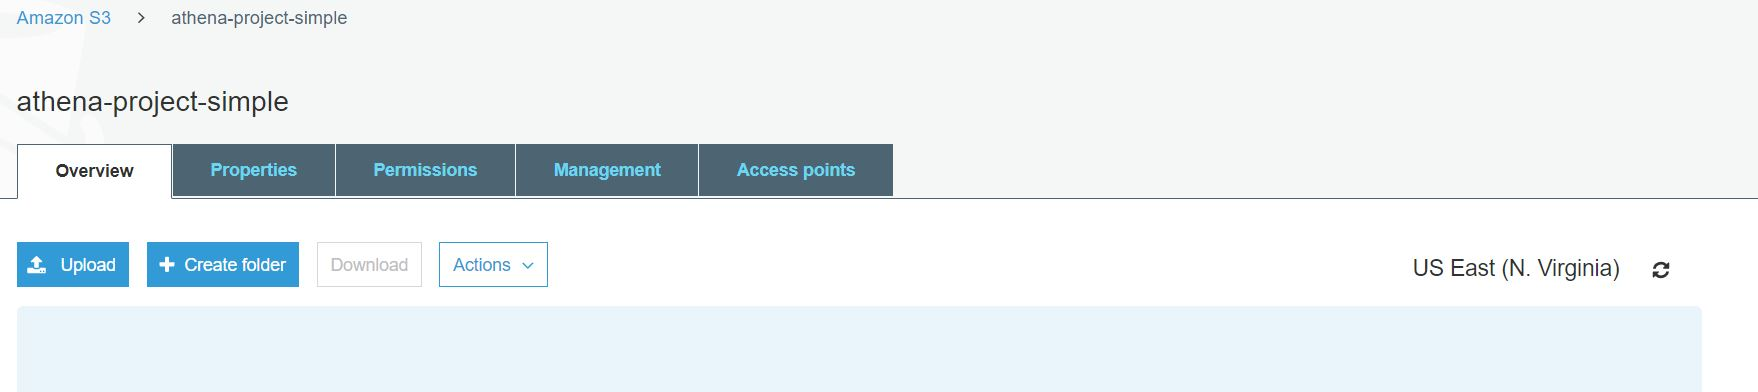 Amazon S3 > athena-project-simple
athena-project-simple
Overview Properties Permissions Management Access points
Upload Create folder Download Actions US East (N. Virginia)